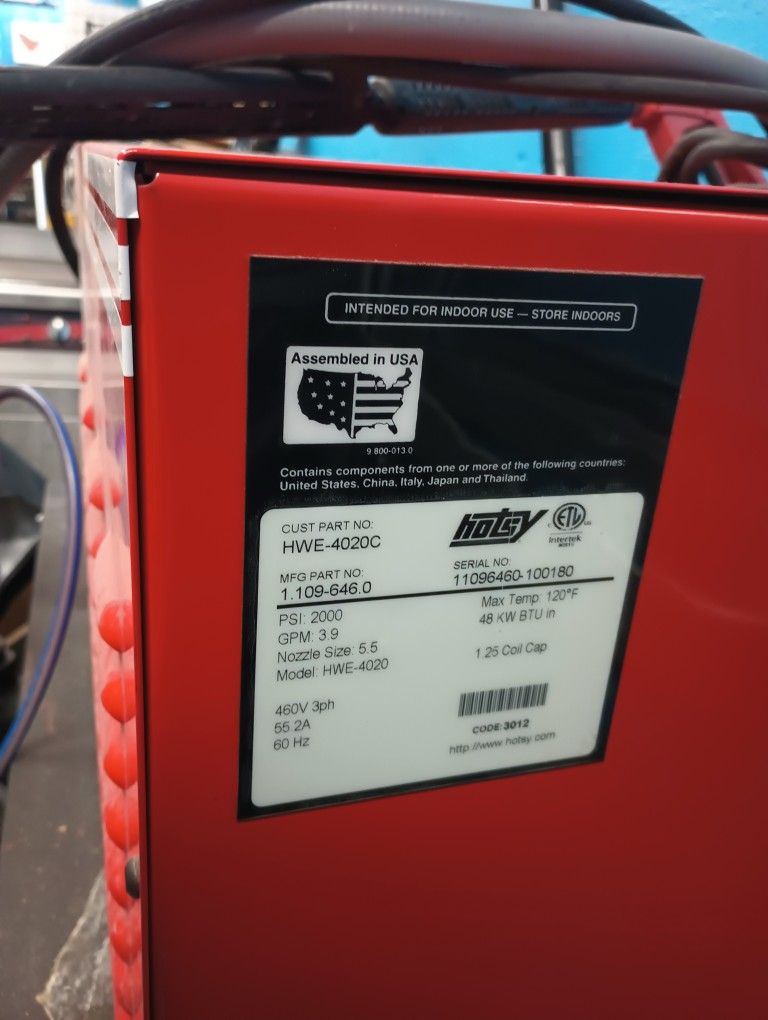 INTENDED FOR INDOOR USE — STORE INDOORS
Assembled in USA
9.800-013.0
Contains components from one or more of the following countries:
United States, China, Italy, Japan and Thailand.
CUST PART NO:
HWE-4020C
hotsy
ETL
Intertek
MFG PART NO:
1.109-646.0
SERIAL NO:
11096460-100180
PSI: 2000
GPM: 3.9
Nozzle Size: 5.5
Model: HWE-4020
Max Temp: 120°F
48 KW BTU in
1.25 Coil Cap
460V 3ph
55.2A
60 Hz
CODE:3012
http://www.hotsy.com